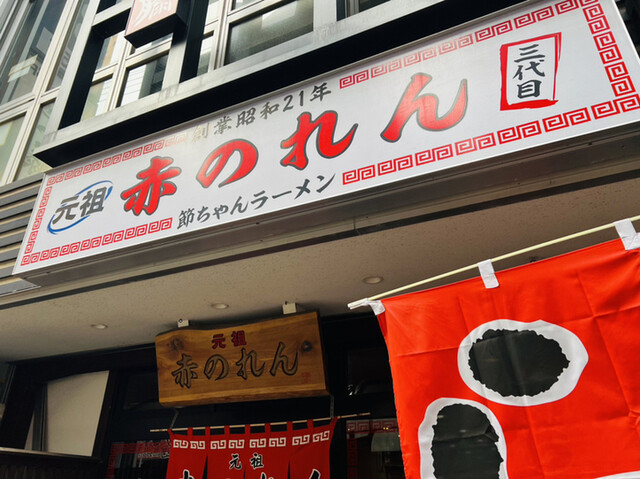 創業昭和21年
元祖
赤のれん
三代目
節ちゃんラーメン
元祖
赤のれん
元祖